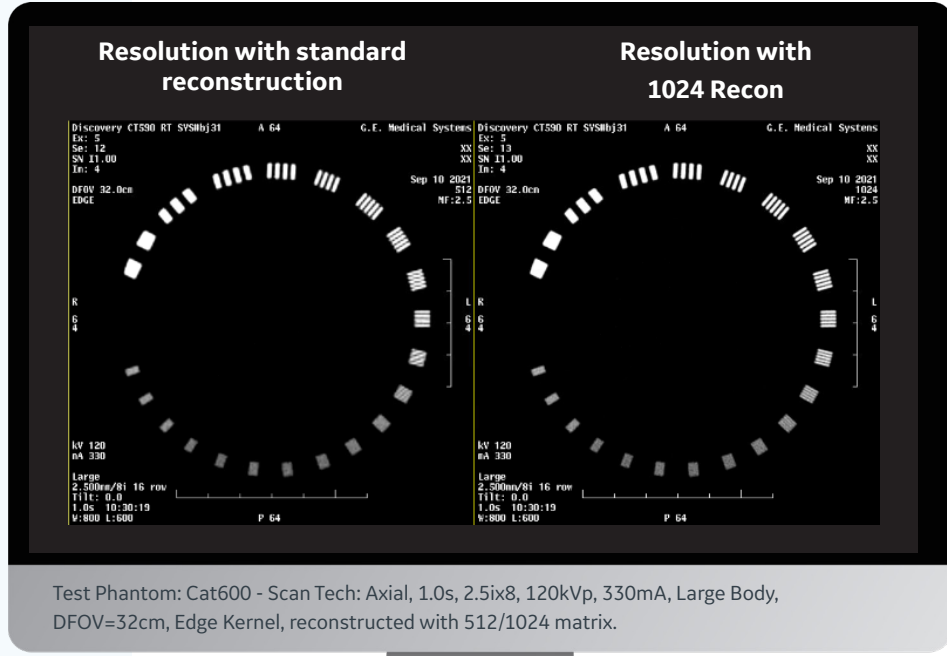 Resolution with standard
reconstruction
Resolution with
1024 Recon
Discovery CT590 RT SYS#bj31 A 64 G.E. Medical Systems
Ex: 5
Se: 12 XX
SN I1.00 XX
Im: 4
Sep 10 2021
DFOV 32.0cm 512
EDGE MF:2.5
R L
6 6
4 4
kV 120
mA 330
Large
2.500mm/8i 16 row
Tilt: 0.0
1.0s 10:30:19
W:800 L:600 P 64
Discovery CT590 RT SYS#bj31 A 64 G.E. Medical Systems
Ex: 5
Se: 13 XX
SN I1.00 XX
Im: 4
Sep 10 2021
DFOV 32.0cm 1024
EDGE MF:2.5
R L
6 6
4 4
kV 120
mA 330
Large
2.500mm/8i 16 row
Tilt: 0.0
1.0s 10:30:19
W:800 L:600 P 64
Test Phantom: Cat600 - Scan Tech: Axial, 1.0s, 2.5ix8, 120kVp, 330mA, Large Body,
DFOV=32cm, Edge Kernel, reconstructed with 512/1024 matrix.